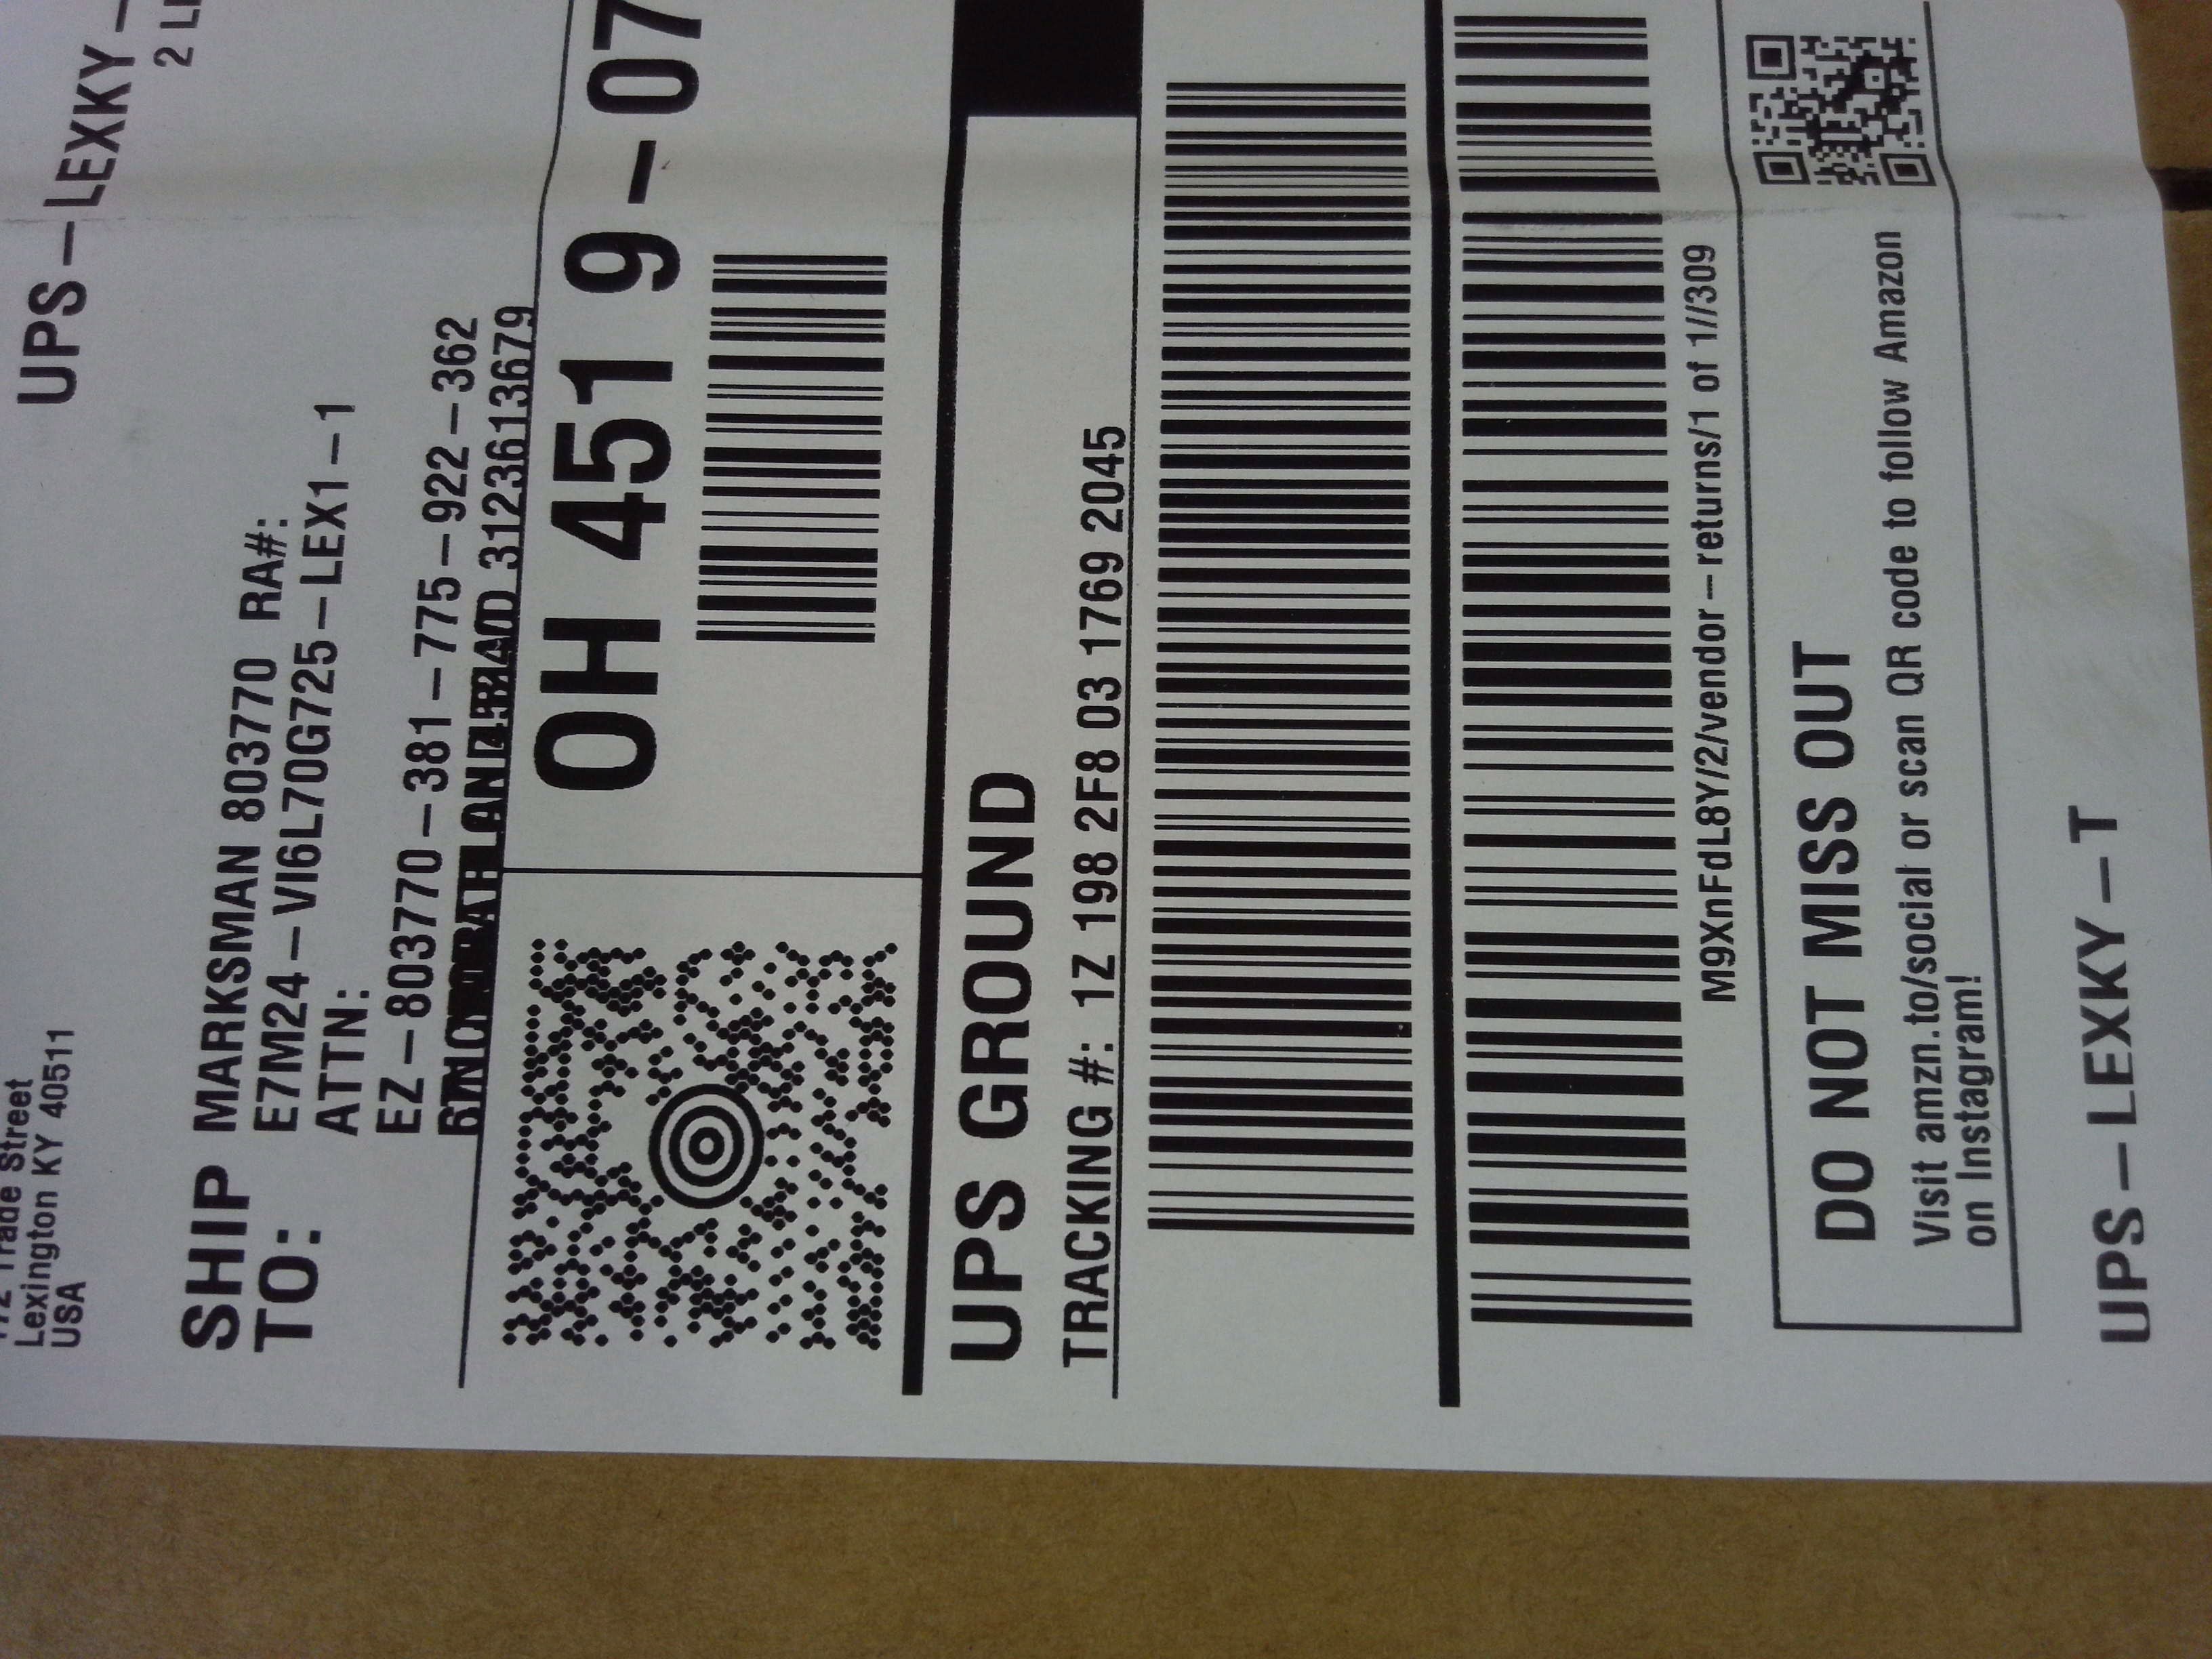 UPS-LEXKY-
2 L
Trade Street
Lexington KY 40511
USA
SHIP
TO:
MARKSMAN 803770 RA#:
E7M24-VI6L70G725-LEX1-1
ATTN:
EZ-803770-381-775-922-362
3123613679
OH 451 9-07
UPS GROUND
TRACKING #: 1Z 198 2F8 03 1769 2045
M9XnFdL8Y/2/vendor-returns/1 of 1//309
DO NOT MISS OUT
Visit amzn.to/social or scan QR code to follow Amazon
on Instagram!
UPS-LEXKY-T